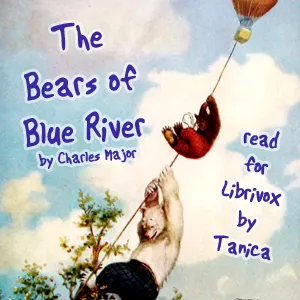 The
Bears of
Blue River
by Charles Major
read
for
Librivox
by
Tanica